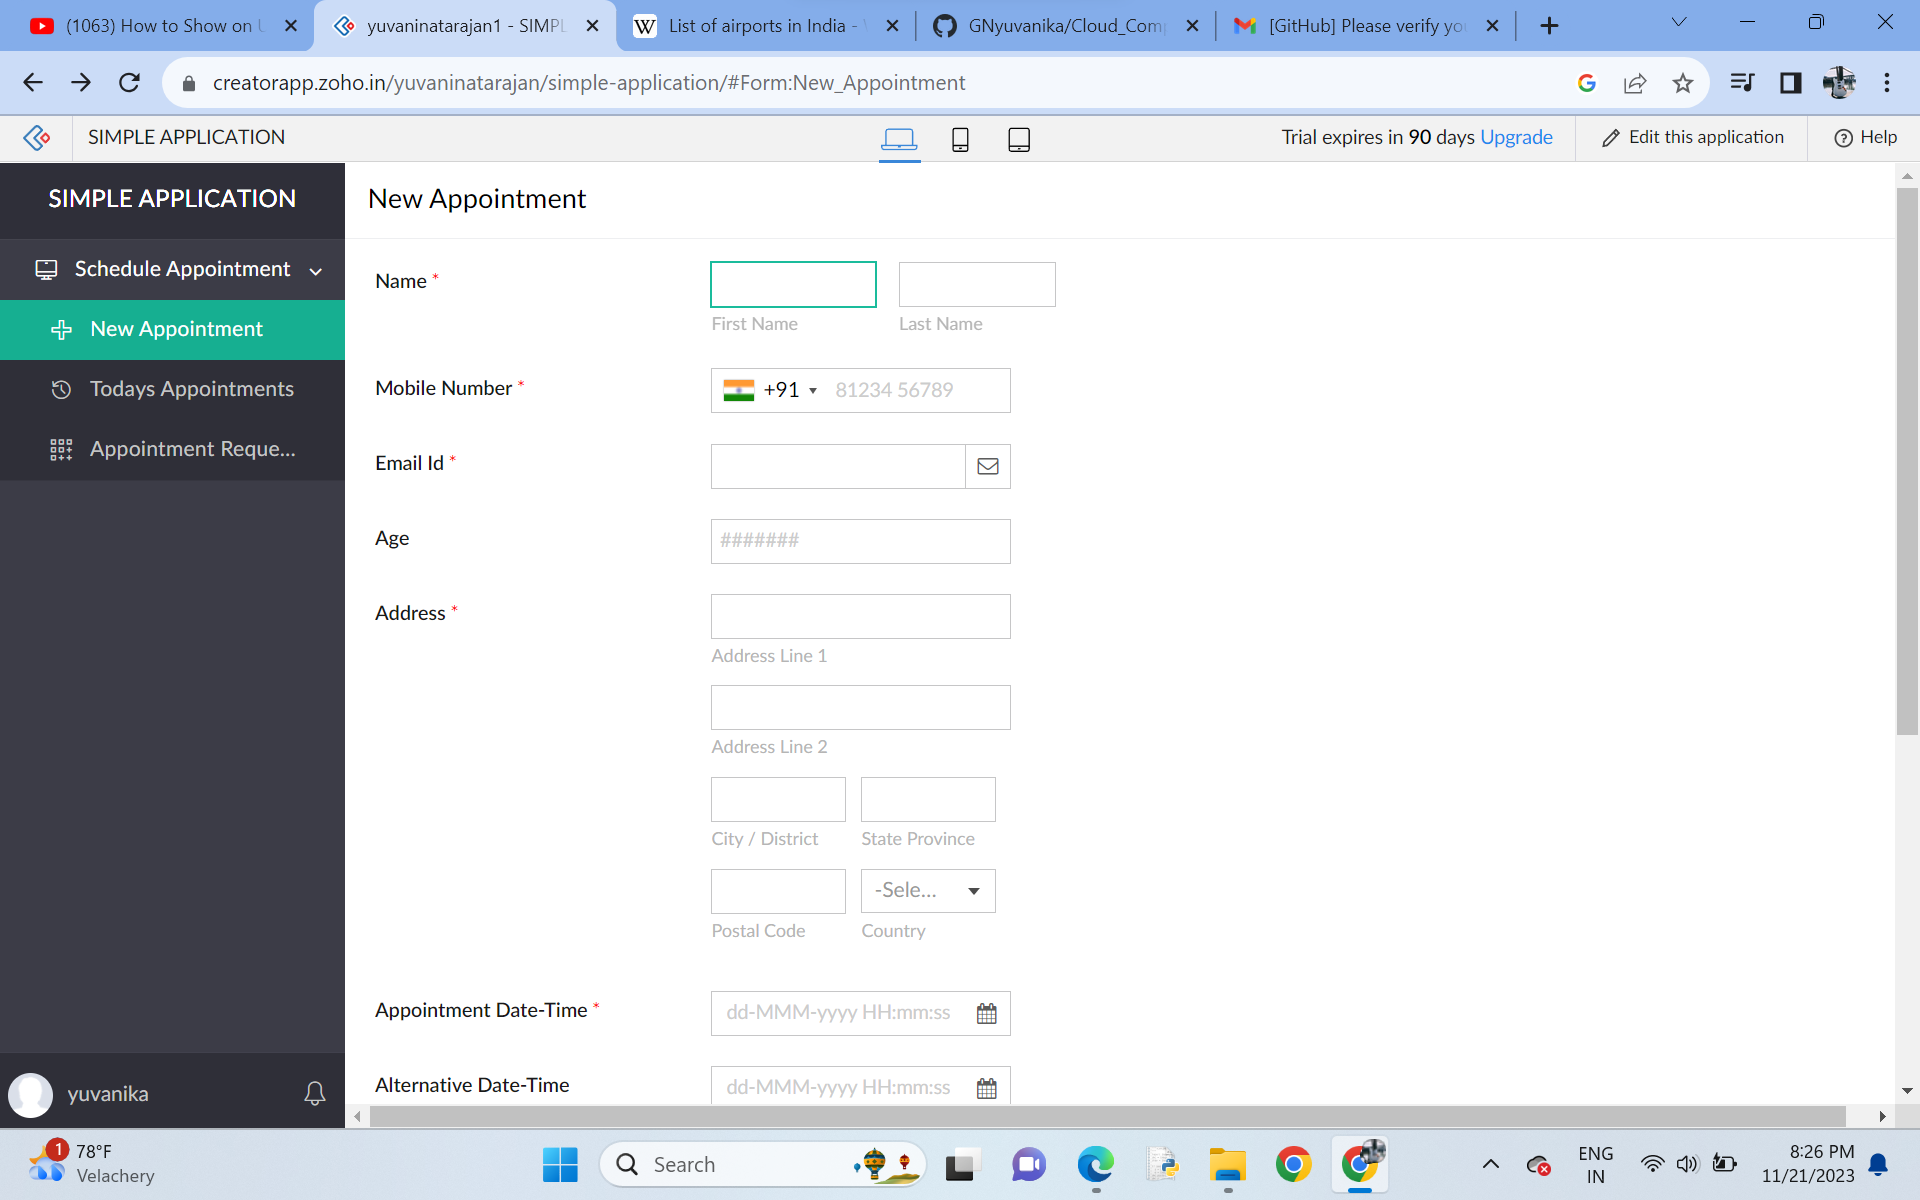 (1063) How to Show on
yuvaninatarajan1 - SIMPL
List of airports in India -
GNyuvanika/Cloud_Comp
[GitHub] Please verify yo
creatorapp.zoho.in/yuvaninatarajan/simple-application/#Form:New_Appointment
SIMPLE APPLICATION
Trial expires in 90 days Upgrade
Edit this application
Help
SIMPLE APPLICATION
Schedule Appointment
New Appointment
Todays Appointments
Appointment Reque...
yuvanika
New Appointment
Name *
First Name
Last Name
Mobile Number *
+91
81234 56789
Email Id *
Age
#######
Address *
Address Line 1
Address Line 2
City / District
State Province
Postal Code
-Sele...
Country
Appointment Date-Time *
dd-MMM-yyyy HH:mm:ss
Alternative Date-Time
dd-MMM-yyyy HH:mm:ss
1
78°F
Velachery
Search
ENG
IN
8:26 PM
11/21/2023